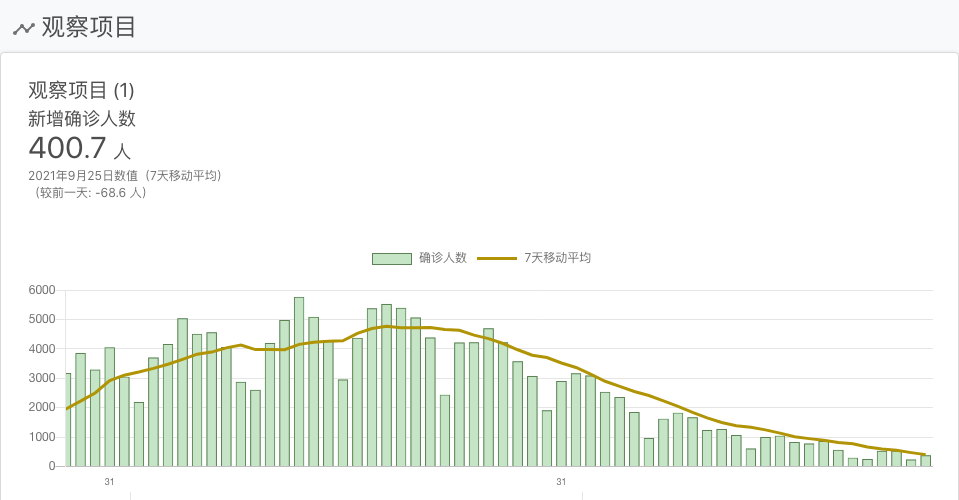 观察项目
观察项目 (1)
新增确诊人数
400.7 人
2021年9月25日数值（7天移动平均）
（较前一天: -68.6 人）
确诊人数 7天移动平均
6000
5000
4000
3000
2000
1000
0
31 31